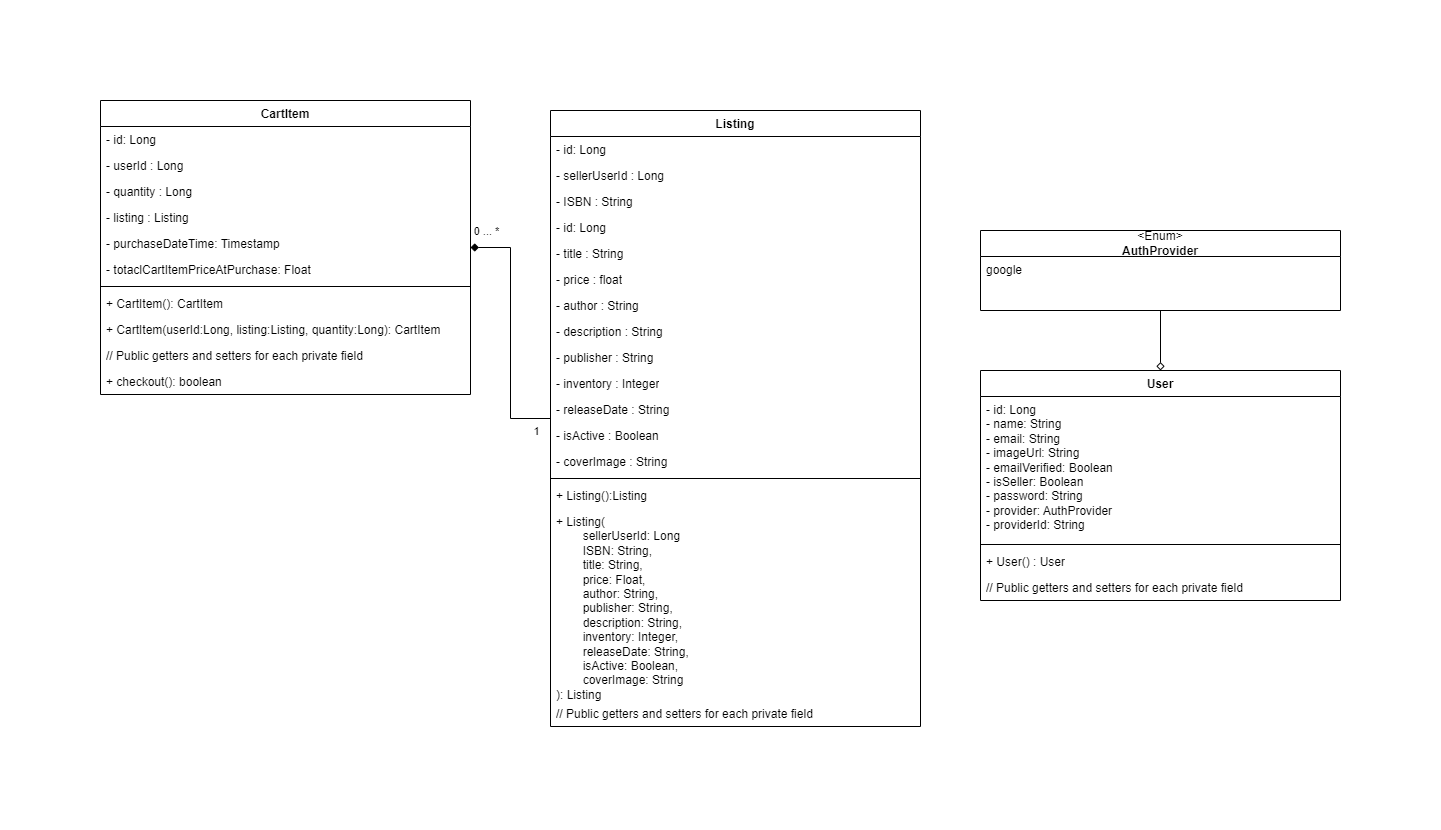 CartItem
- id: Long
- userId : Long
- quantity : Long
- listing : Listing
- purchaseDateTime: Timestamp
- totaclCartItemPriceAtPurchase: Float
+ CartItem(): CartItem
+ CartItem(userId:Long, listing:Listing, quantity:Long): CartItem
// Public getters and setters for each private field
+ checkout(): boolean
0 ... *
1
Listing
- id: Long
- sellerUserId : Long
- ISBN : String
- id: Long
- title : String
- price : float
- author : String
- description : String
- publisher : String
- inventory : Integer
- releaseDate : String
- isActive : Boolean
- coverImage : String
+ Listing():Listing
+ Listing(
sellerUserId: Long
ISBN: String,
title: String,
price: Float,
author: String,
publisher: String,
description: String,
inventory: Integer,
releaseDate: String,
isActive: Boolean,
coverImage: String
): Listing
// Public getters and setters for each private field
<Enum>
AuthProvider
google
User
- id: Long
- name: String
- email: String
- imageUrl: String
- emailVerified: Boolean
- isSeller: Boolean
- password: String
- provider: AuthProvider
- providerId: String
+ User() : User
// Public getters and setters for each private field